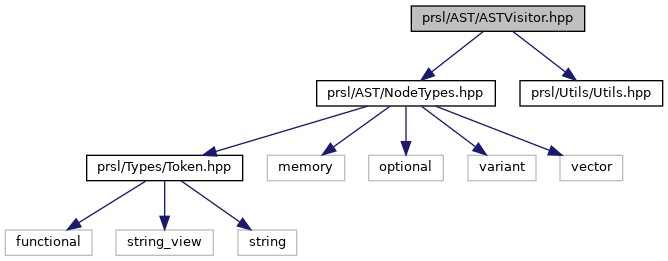 prsl/AST/ASTVisitor.hpp
prsl/AST/NodeTypes.hpp
prsl/Utils/Utils.hpp
prsl/Types/Token.hpp
memory
optional
variant
vector
functional
string_view
string